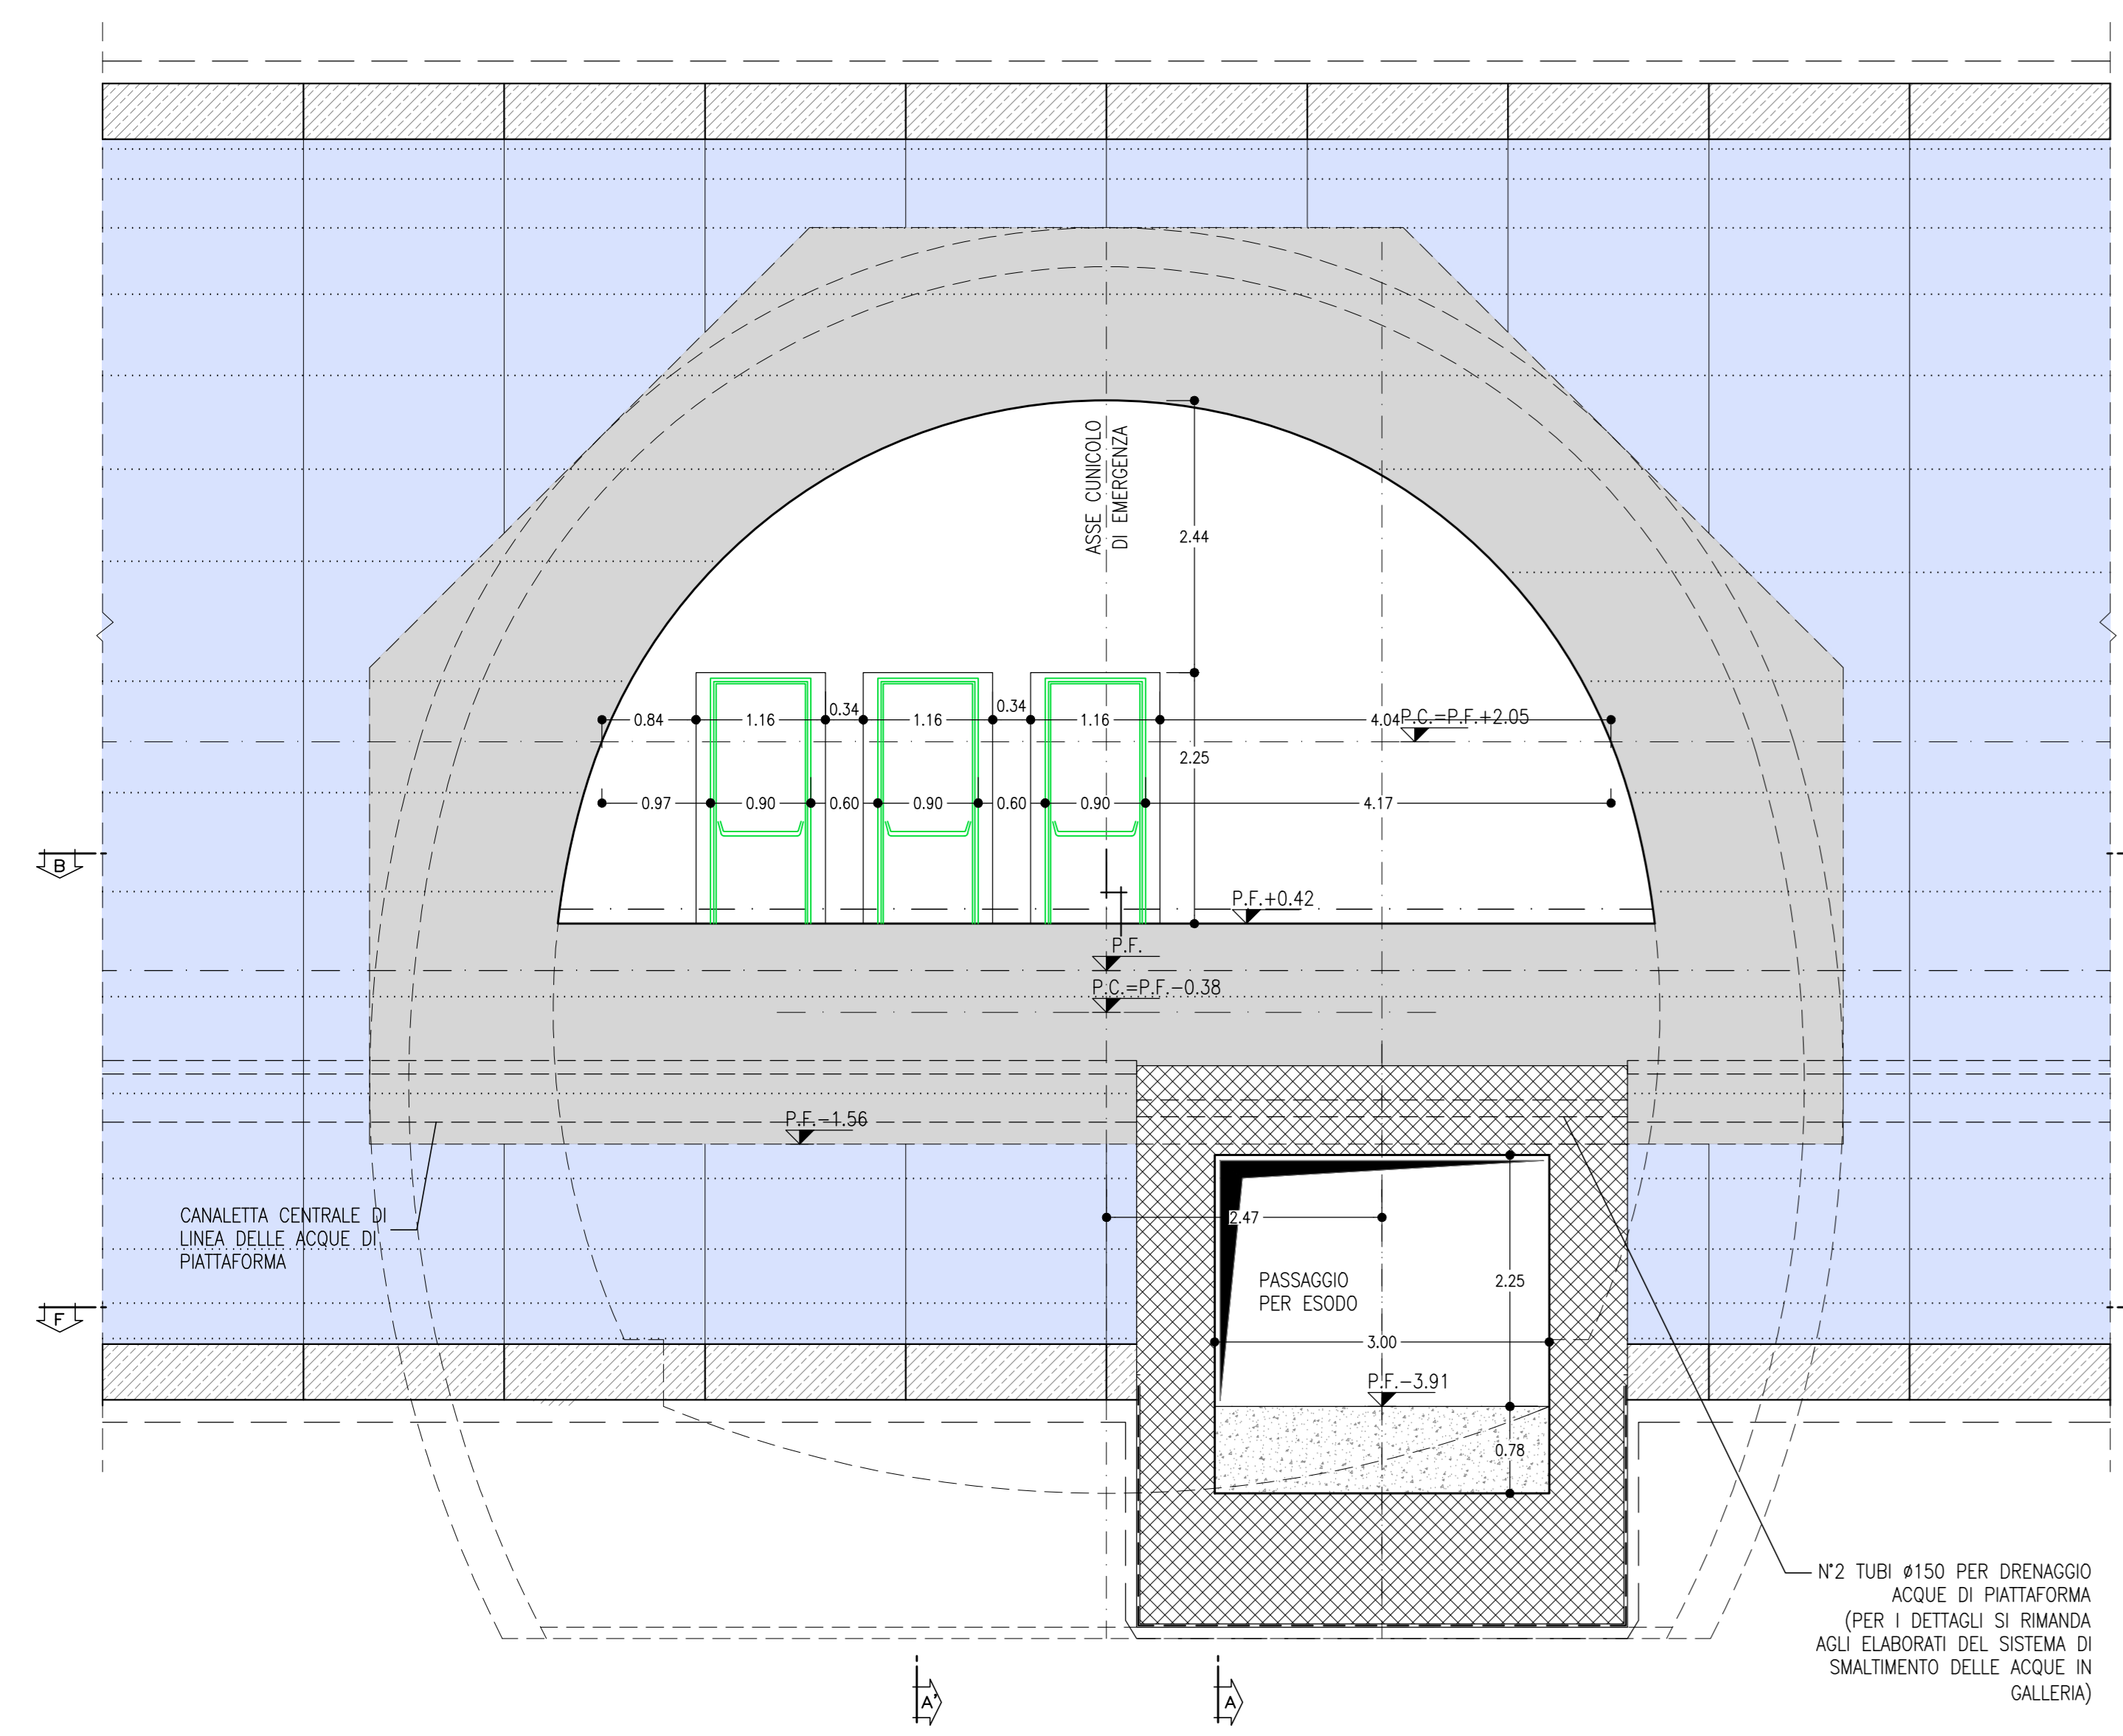 ASSE CUNICOLO
DI EMERGENZA
2.44
0.84
1.16
0.34
1.16
0.34
1.16
4.04
P.C.=P.F.+2.05
2.25
0.97
0.90
0.60
0.90
0.60
0.90
4.17
B
P.F.+0.42
P.F.
P.C.=P.F.-0.38
P.F.-1.56
CANALETTA CENTRALE DI
LINEA DELLE ACQUE DI
PIATTAFORMA
2.47
PASSAGGIO
PER ESODO
2.25
F
3.00
P.F.-3.91
0.78
N°2 TUBI ø150 PER DRENAGGIO
ACQUE DI PIATTAFORMA
(PER I DETTAGLI SI RIMANDA
AGLI ELABORATI DEL SISTEMA DI
SMALTIMENTO DELLE ACQUE IN
GALLERIA)
A'
A